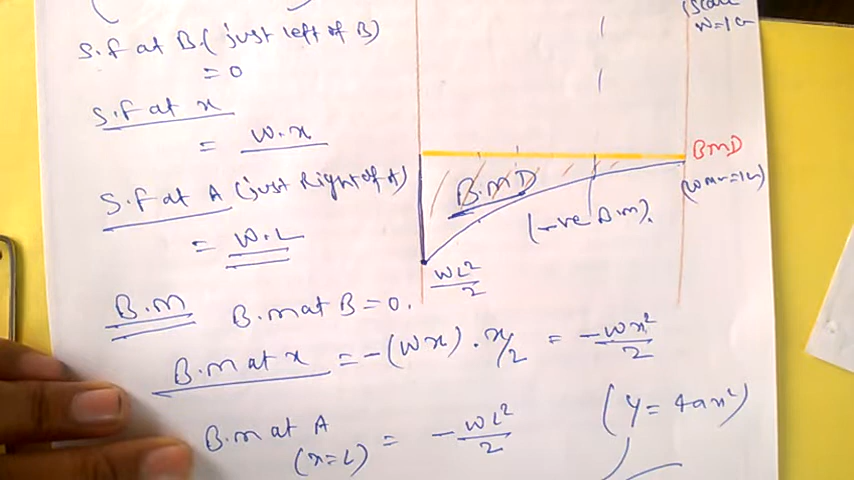 S.F at B (just left of B)
= 0
S.F at x
= W.x
S.F at A (just Right of A)
= W.L
B.M B.M at B = 0.
B.M at x = -(Wx) . x/2 = -Wx²/2
B.M at A = -WL²/2
(x=L)
(y = 4ax²)
BMD
B.M.D
(-ve B.M).
WL²/2